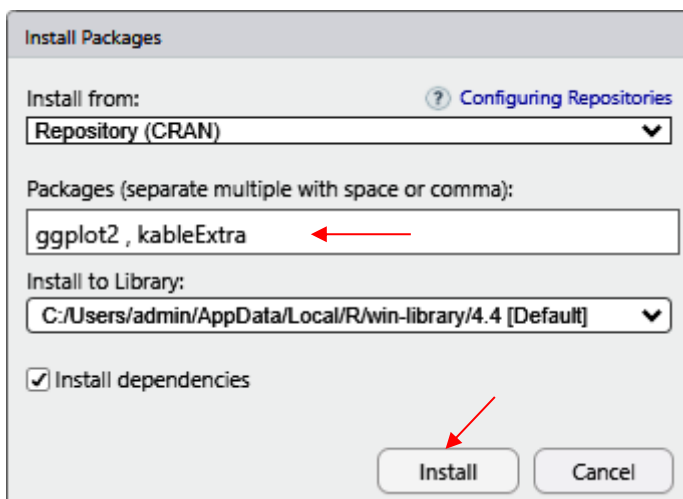 Install Packages
Install from:
? Configuring Repositories
Repository (CRAN)
Packages (separate multiple with space or comma):
ggplot2 , kableExtra
Install to Library:
C:/Users/admin/AppData/Local/R/win-library/4.4 [Default]
Install dependencies
Install
Cancel